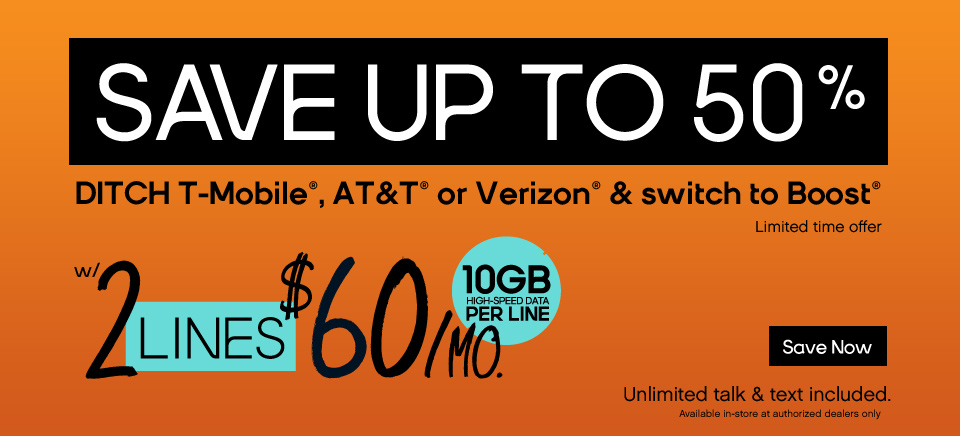 SAVE UP TO 50%
DITCH T-Mobile®, AT&T® or Verizon® & switch to Boost®
Limited time offer
w/ 2 LINES $60/MO.
10GB
HIGH-SPEED DATA
PER LINE
Save Now
Unlimited talk & text included.
Available in-store at authorized dealers only